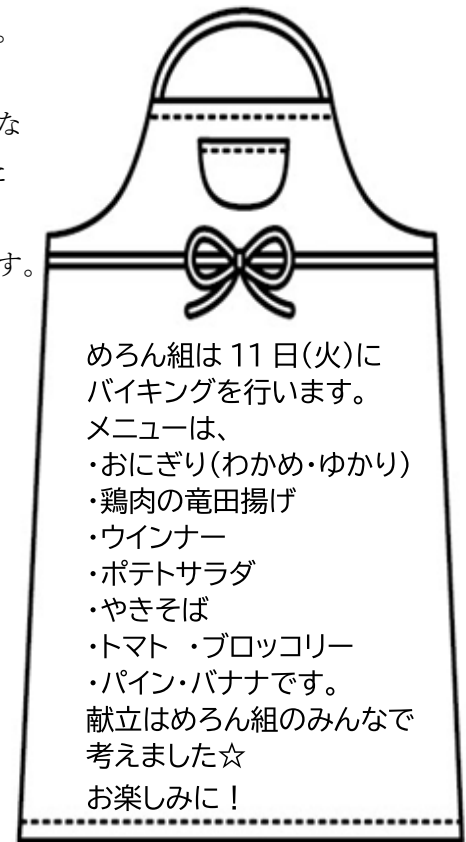 。
な
す。
めろん組は 11 日(火)に
バイキングを行います。
メニューは、
・おにぎり(わかめ・ゆかり)
・鶏肉の竜田揚げ
・ウインナー
・ポテトサラダ
・やきそば
・トマト ・ブロッコリー
・パイン・バナナです。
献立はめろん組のみんなで
考えました☆
お楽しみに！